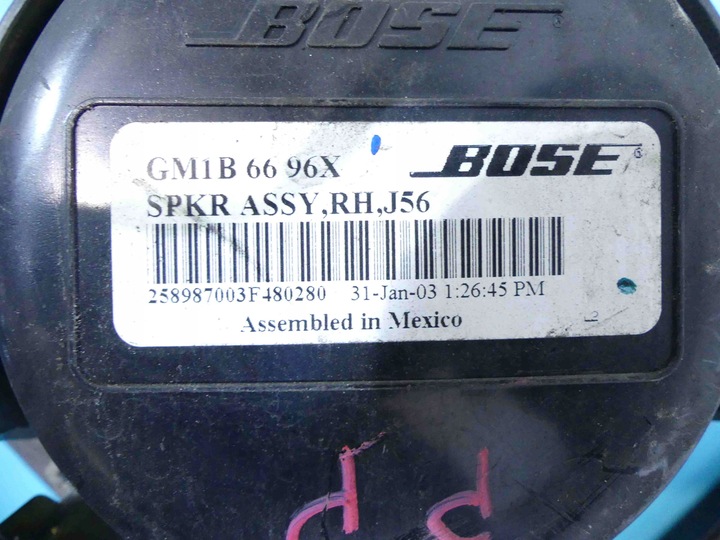 BOSE
GM1B 66 96X BOSE
SPKR ASSY,RH,J56
258987003F480280 31-Jan-03 1:26:45 PM
Assembled in Mexico
PP